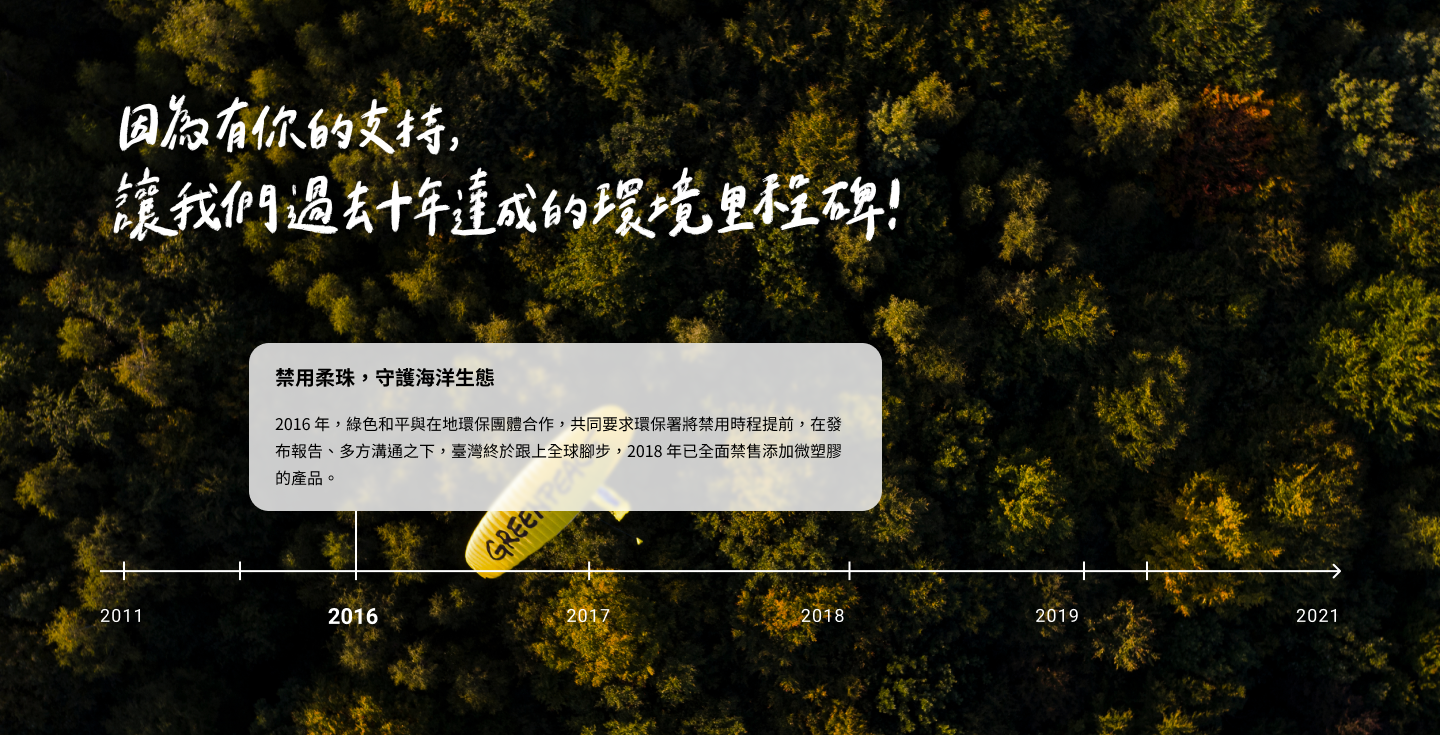 因為有你的支持,
讓我們過去十年達成的環境里程碑!
禁用柔珠，守護海洋生態
2016 年，綠色和平與在地環保團體合作，共同要求環保署將禁用時程提前，在發
布報告、多方溝通之下，臺灣終於跟上全球腳步，2018 年已全面禁售添加微塑膠
的產品。
GREENPEACE
2011
2016
2017
2018
2019
2021